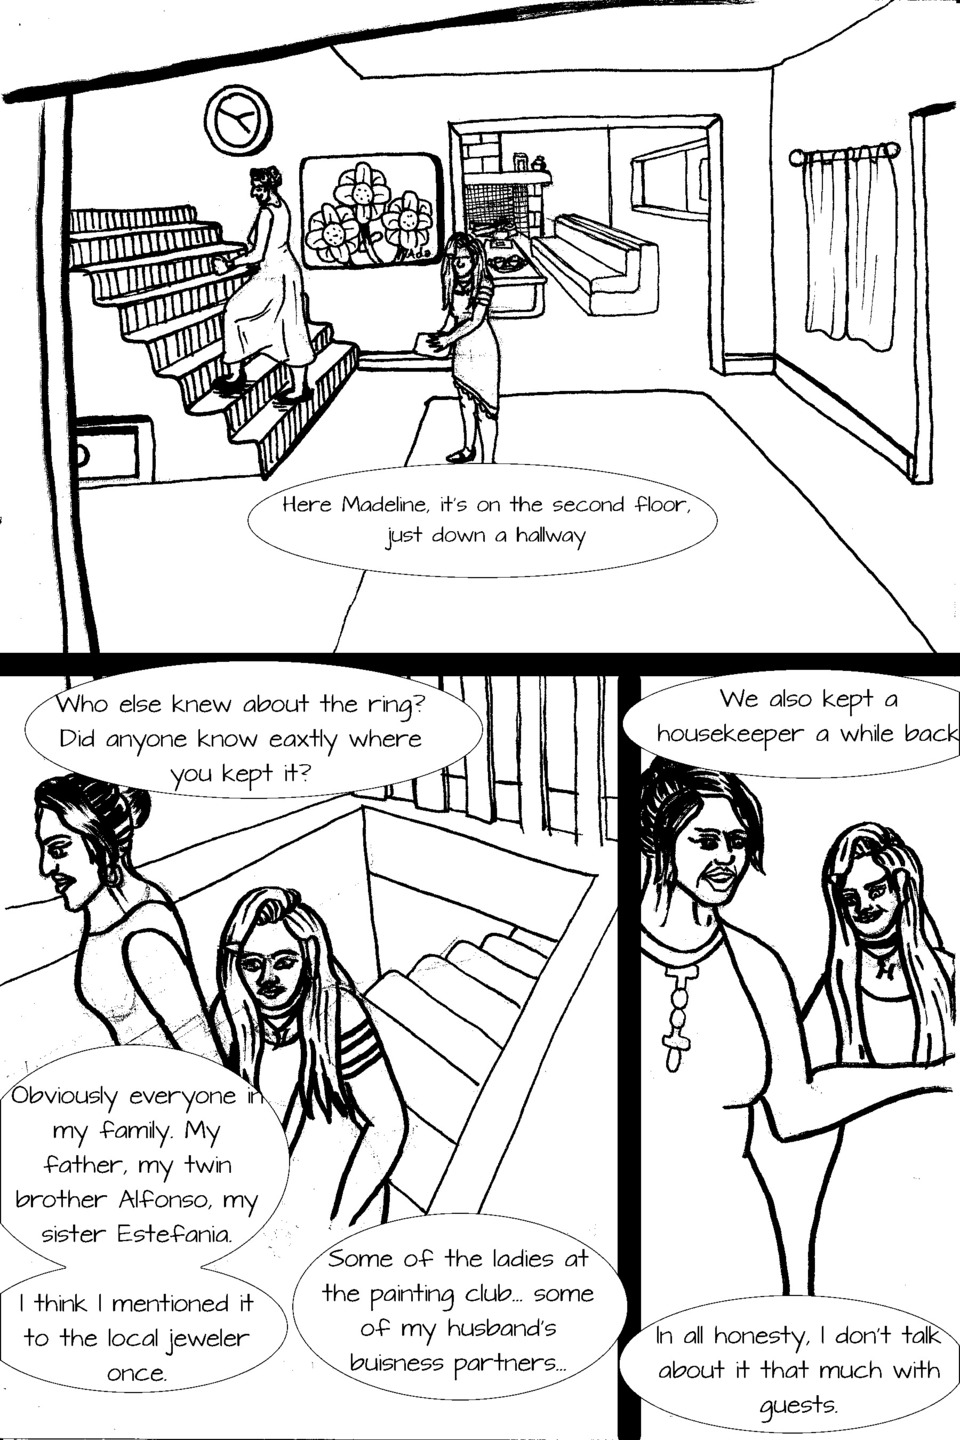 Ado
Here Madeline, it's on the second floor,
just down a hallway
Who else knew about the ring?
Did anyone know eaxtly where
you kept it?
Obviously everyone in
my family. My
father, my twin
brother Alfonso, my
sister Estefania.
I think I mentioned it
to the local jeweler
once.
Some of the ladies at
the painting club... some
of my husband's
buisness partners...
We also kept a
housekeeper a while back
In all honesty, I don't talk
about it that much with
guests.